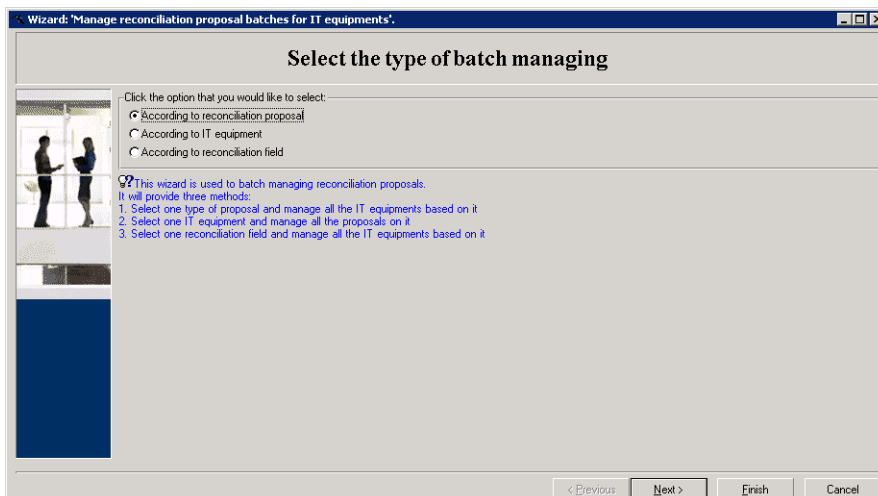 Wizard: 'Manage reconciliation proposal batches for IT equipments'.
Select the type of batch managing
Click the option that you would like to select:
According to reconciliation proposal
According to IT equipment
According to reconciliation field
This wizard is used to batch managing reconciliation proposals.
It will provide three methods:
1. Select one type of proposal and manage all the IT equipments based on it
2. Select one IT equipment and manage all the proposals on it
3. Select one reconciliation field and manage all the IT equipments based on it
< Previous Next > Finish Cancel